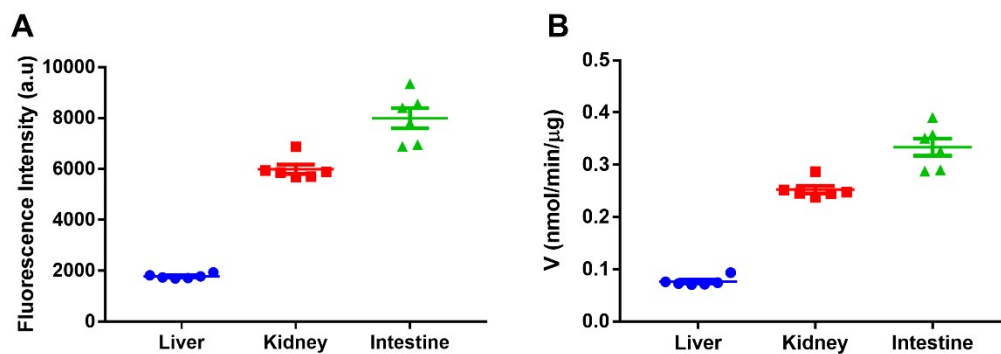 A
Fluorescence Intensity (a.u)
10000
8000
6000
4000
2000
0
Liver Kidney Intestine
B
V (nmol/min/μg)
0.5
0.4
0.3
0.2
0.1
0.0
Liver Kidney Intestine